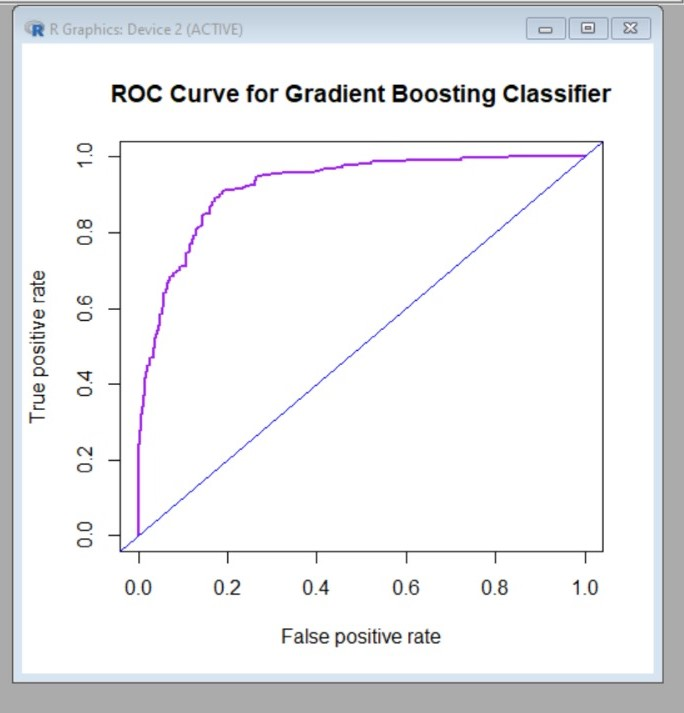 R Graphics: Device 2 (ACTIVE)
ROC Curve for Gradient Boosting Classifier
True positive rate
1.0
0.8
0.6
0.4
0.2
0.0
0.0 0.2 0.4 0.6 0.8 1.0
False positive rate